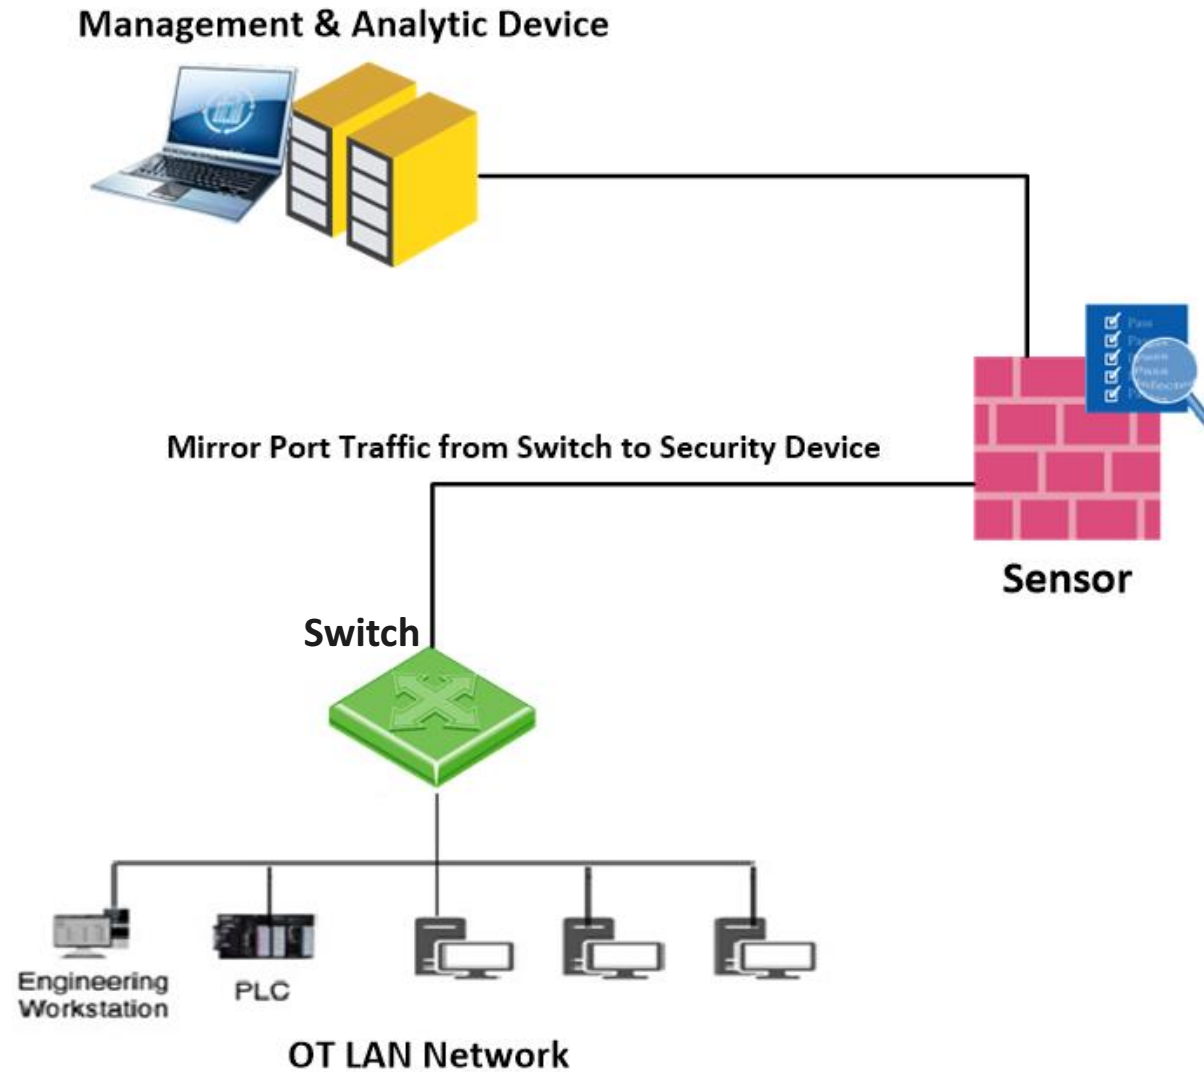 Management & Analytic Device
Pass
Mirror Port Traffic from Switch to Security Device
Sensor
Switch
Engineering
Workstation
PLC
OT LAN Network